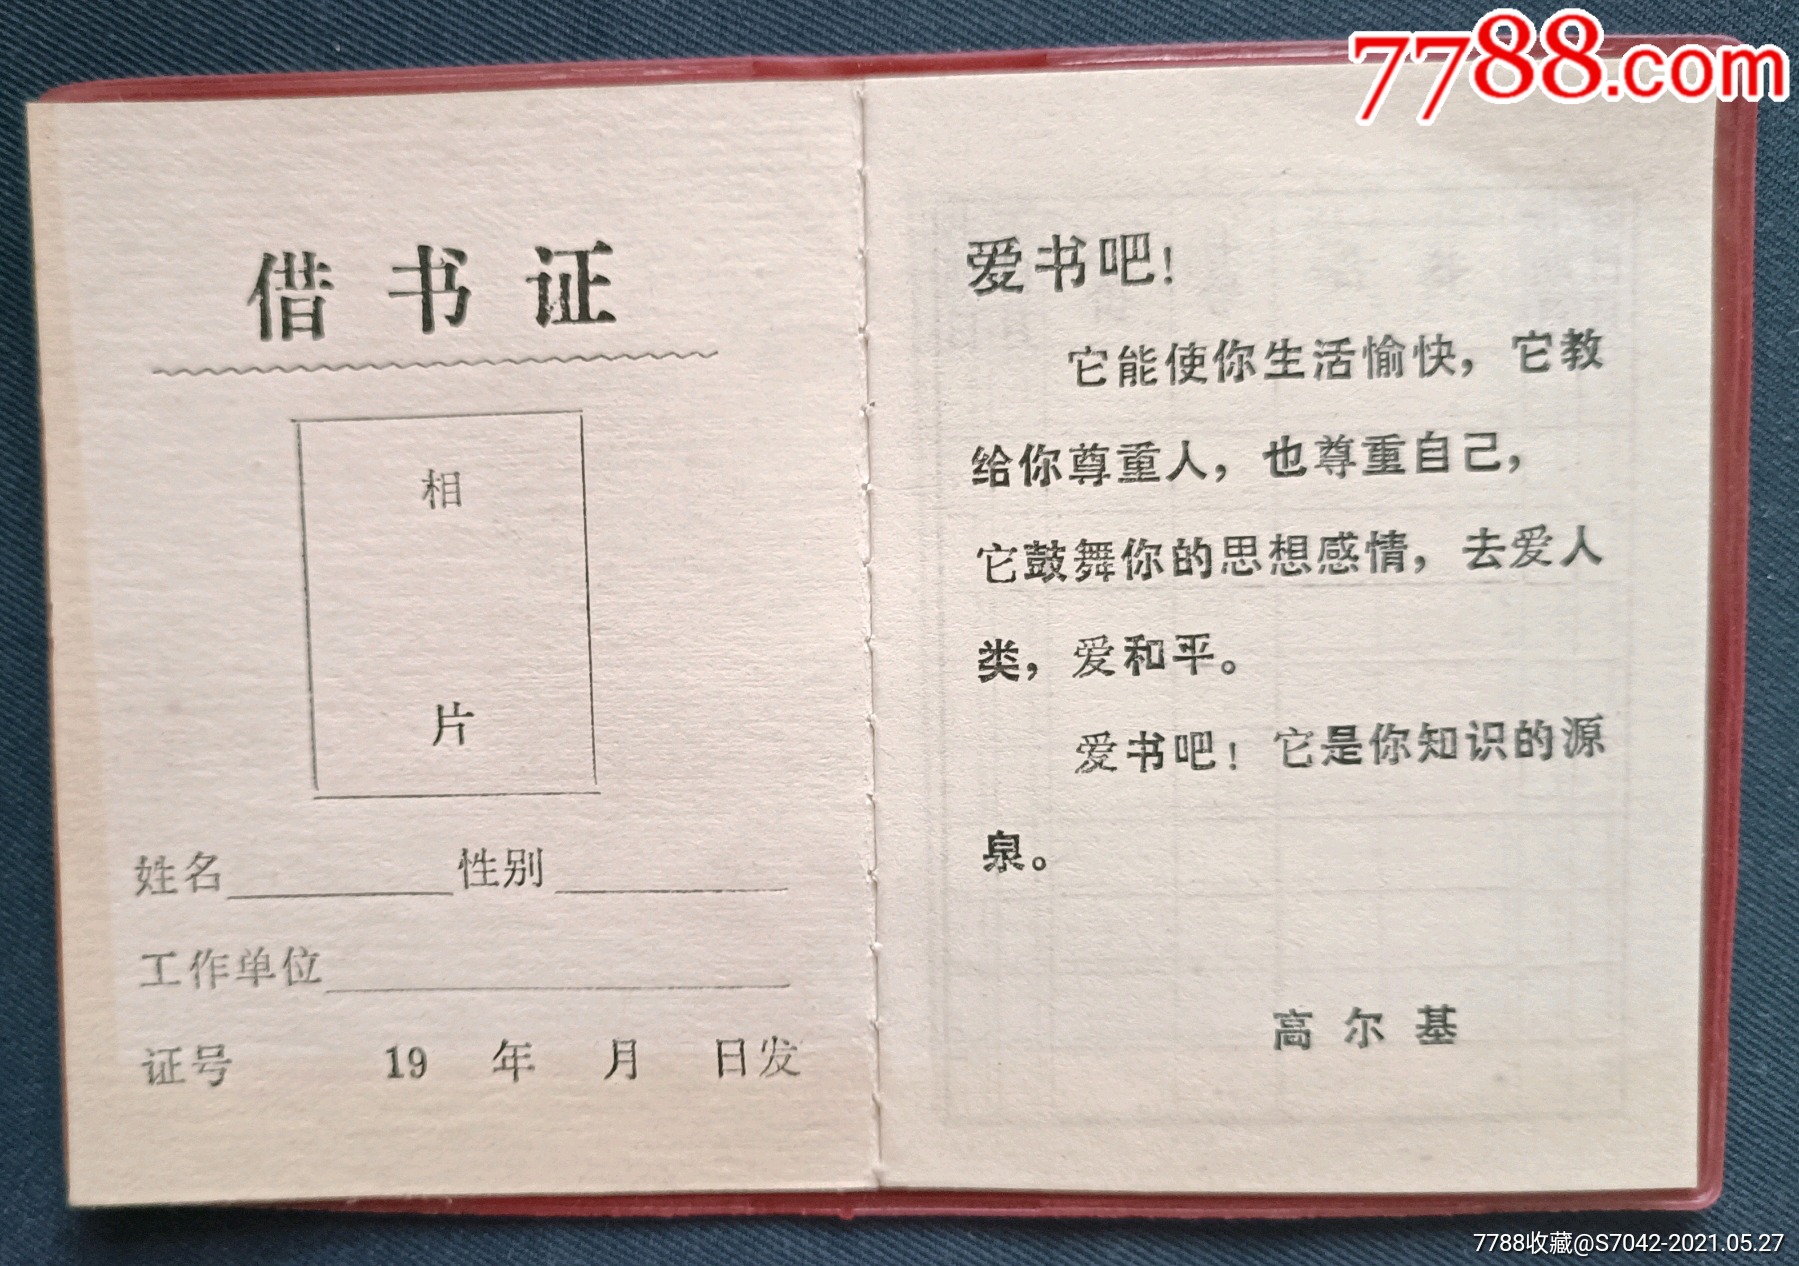 7788.com
借书证
相
片
姓名 性别
工作单位
证号 19 年 月 日发
爱书吧!
它能使你生活愉快，它教
给你尊重人，也尊重自己，
它鼓舞你的思想感情，去爱人
类，爱和平。
爱书吧! 它是你知识的源
泉。
高尔基
7788收藏@S7042-2021.05.27